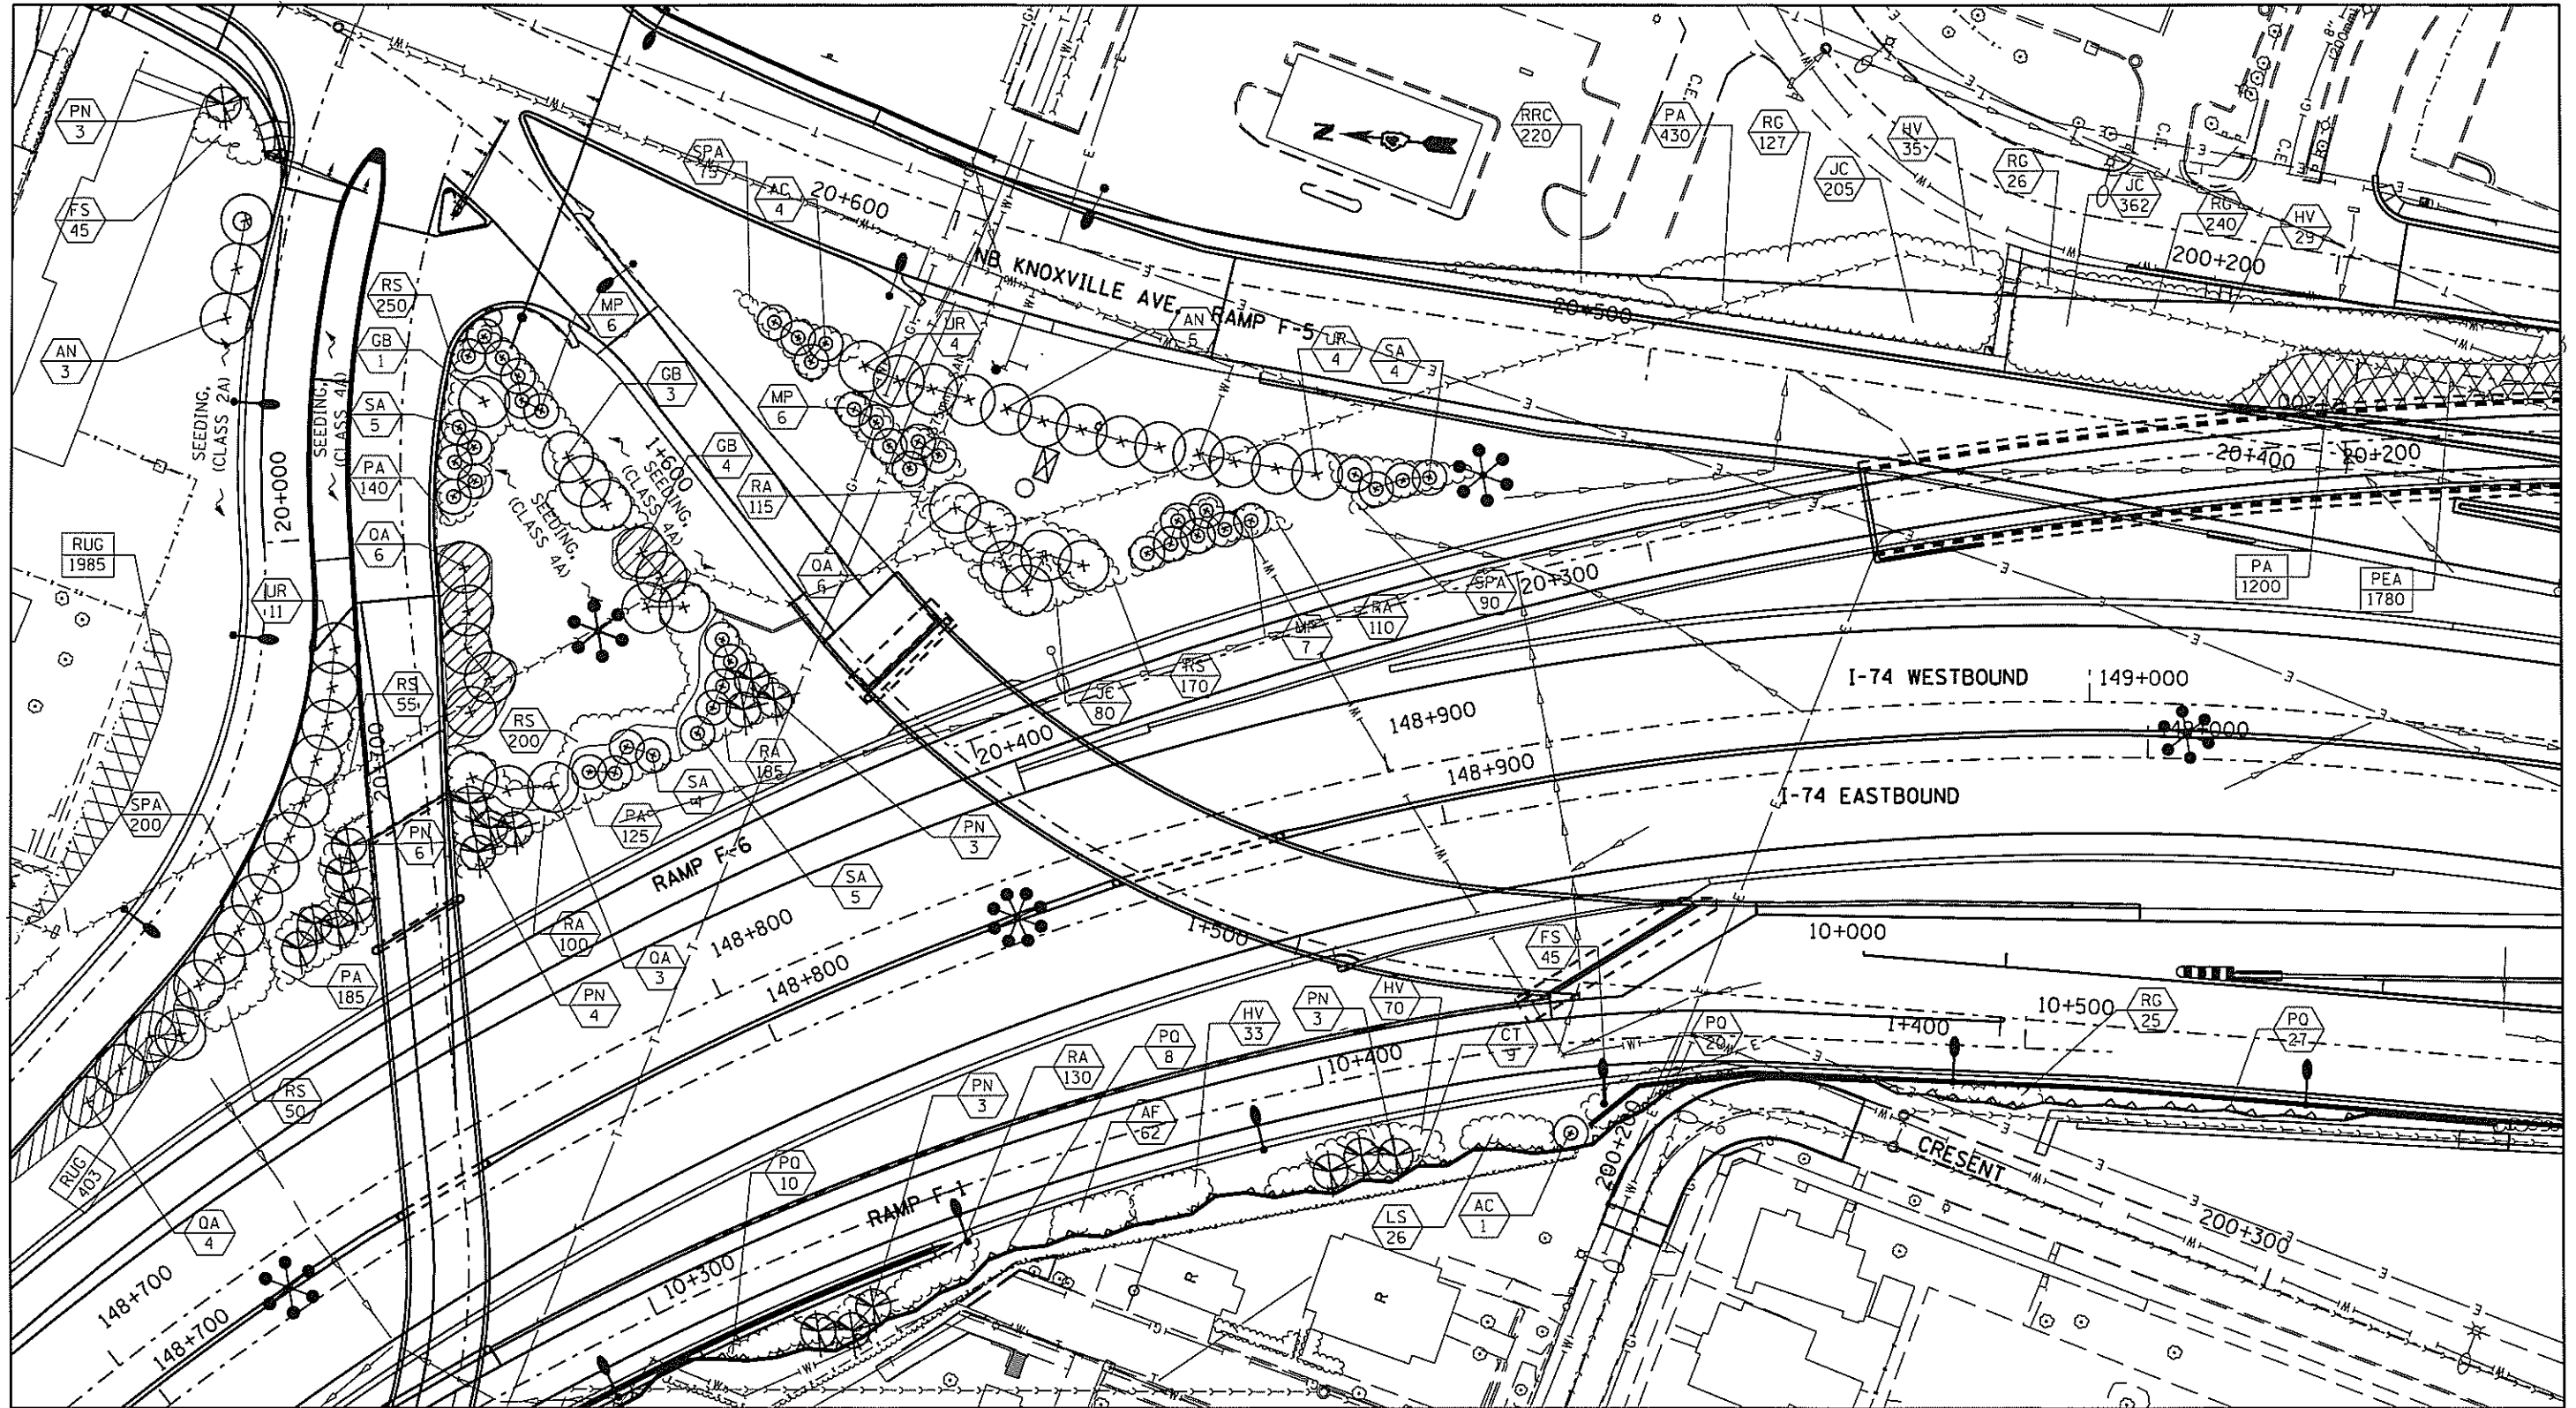 PN
3
FS
45
AN
3
RS
250
GB
1
SA
5
PA
140
OA
6
UR
11
RUG
1985
SEEDING,
(CLASS 2A)
SEEDING,
(CLASS 4A)
20+000
MP
6
GB
3
GB
4
1+600
SEEDING,
(CLASS 4A)
SEEDING,
(CLASS 4A)
SPA
75
AC
4
20+600
UR
4
MP
6
RA
115
OA
6
NB KNOXVILLE AVE.
RAMP F-5
AN
5
UR
4
SA
4
N
RRC
220
PA
430
RG
127
JC
205
HV
35
RG
26
JC
362
RG
240
HV
29
C.E.
C.E.
C.E.
8"
(200mm)
200+200
20+500
20+400
20+200
PA
1200
PEA
1780
SPA
90
20+300
RA
110
MP
7
RS
170
JC
80
I-74 WESTBOUND
149+000
149+000
148+900
148+900
I-74 EASTBOUND
20+400
RS
55
RS
200
RA
185
SA
4
PA
125
20+700
SPA
200
PN
6
PN
3
SA
5
RAMP F-6
RA
100
OA
3
PN
4
PA
185
RS
50
RUG
403
OA
4
148+800
148+800
1+500
FS
45
10+000
10+500
RG
25
1+400
PQ
27
PQ
20
HV
70
PN
3
CT
9
HV
33
PQ
8
RA
130
PN
3
AF
62
PQ
10
10+400
RAMP F-1
10+300
148+700
148+700
LS
26
AC
1
200+200
CRESENT
200+300
R
R